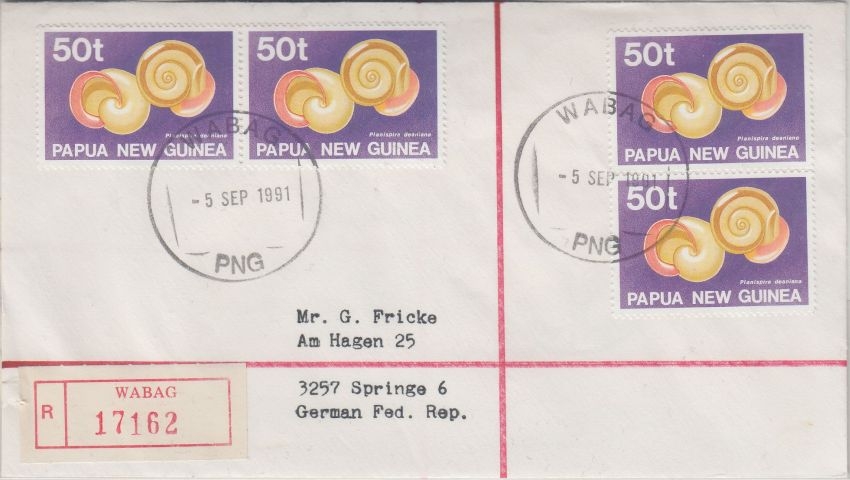 50t
Planispira deaniana
PAPUA NEW GUINEA
50t
Planispira deaniana
PAPUA NEW GUINEA
WABAG
-5 SEP 1991
PNG
50t
Planispira deaniana
PAPUA NEW GUINEA
WABAG
-5 SEP 1991
PNG
50t
Planispira deaniana
PAPUA NEW GUINEA
Mr. G. Fricke
Am Hagen 25
3257 Springe 6
German Fed. Rep.
R
WABAG
17162